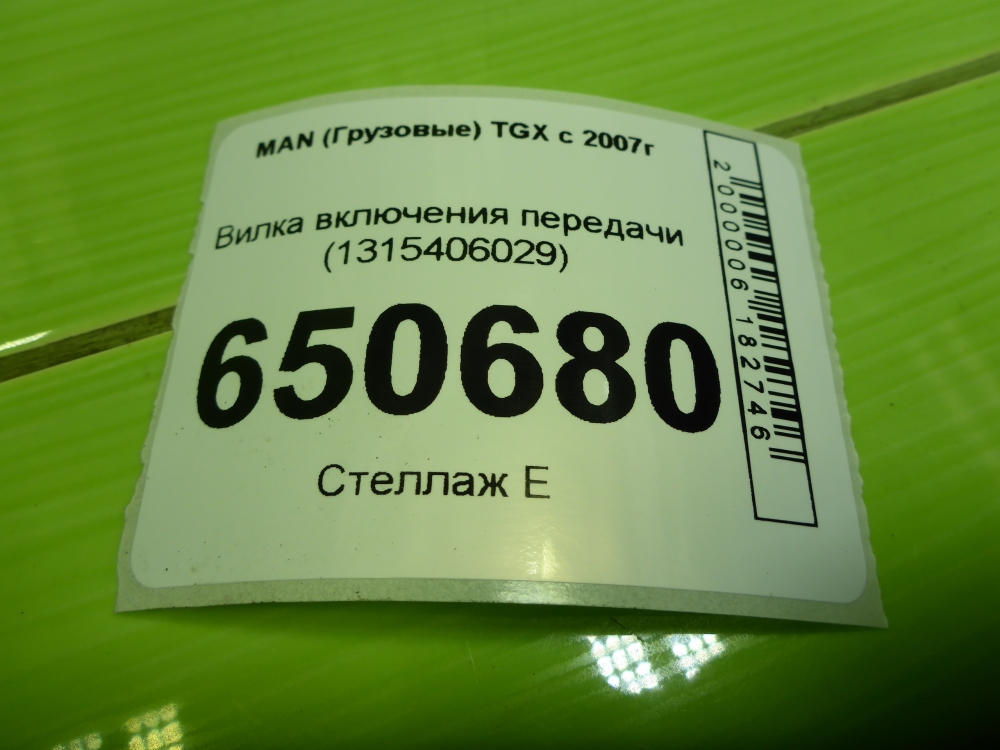 MAN (Грузовые) TGX с 2007г
Вилка включения передачи
(1315406029)
650680
Стеллаж Е
2000006182746